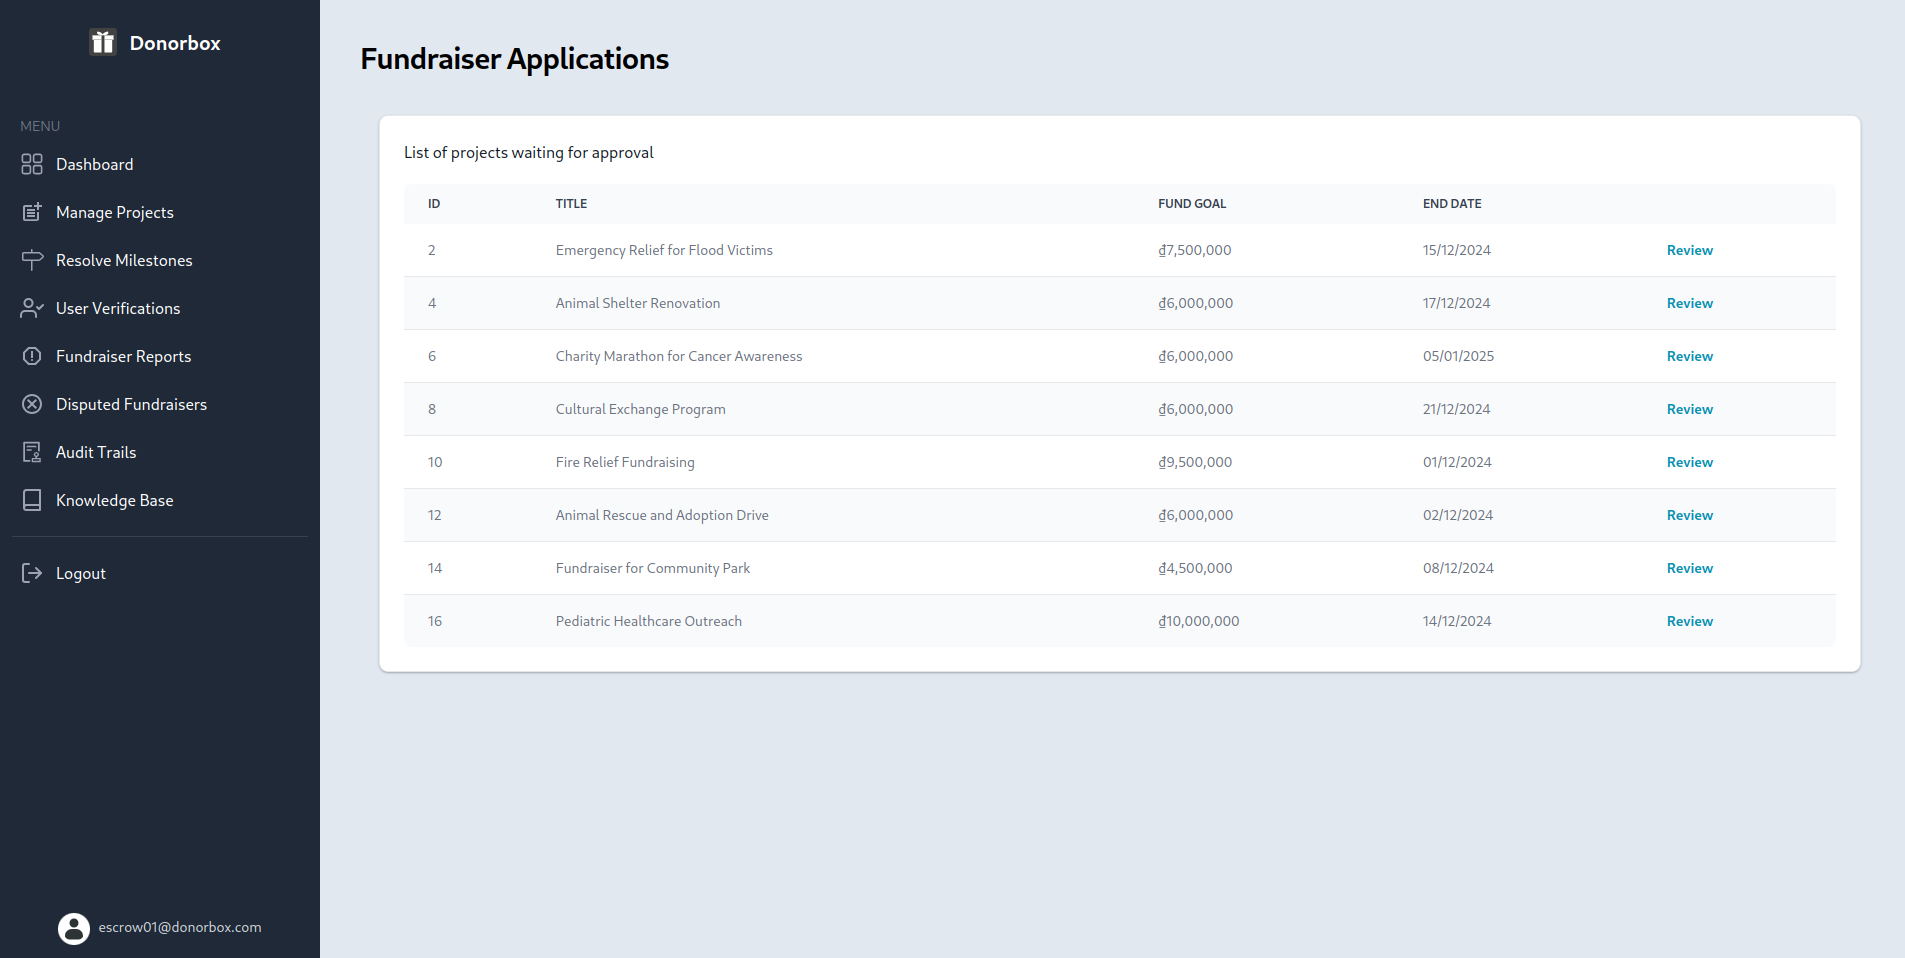 Donorbox
MENU
Dashboard
Manage Projects
Resolve Milestones
User Verifications
Fundraiser Reports
Disputed Fundraisers
Audit Trails
Knowledge Base
Logout
escrow01@donorbox.com
Fundraiser Applications
List of projects waiting for approval
ID TITLE FUND GOAL END DATE
2 Emergency Relief for Flood Victims ₫7,500,000 15/12/2024 Review
4 Animal Shelter Renovation ₫6,000,000 17/12/2024 Review
6 Charity Marathon for Cancer Awareness ₫6,000,000 05/01/2025 Review
8 Cultural Exchange Program ₫6,000,000 21/12/2024 Review
10 Fire Relief Fundraising ₫9,500,000 01/12/2024 Review
12 Animal Rescue and Adoption Drive ₫6,000,000 02/12/2024 Review
14 Fundraiser for Community Park ₫4,500,000 08/12/2024 Review
16 Pediatric Healthcare Outreach ₫10,000,000 14/12/2024 Review